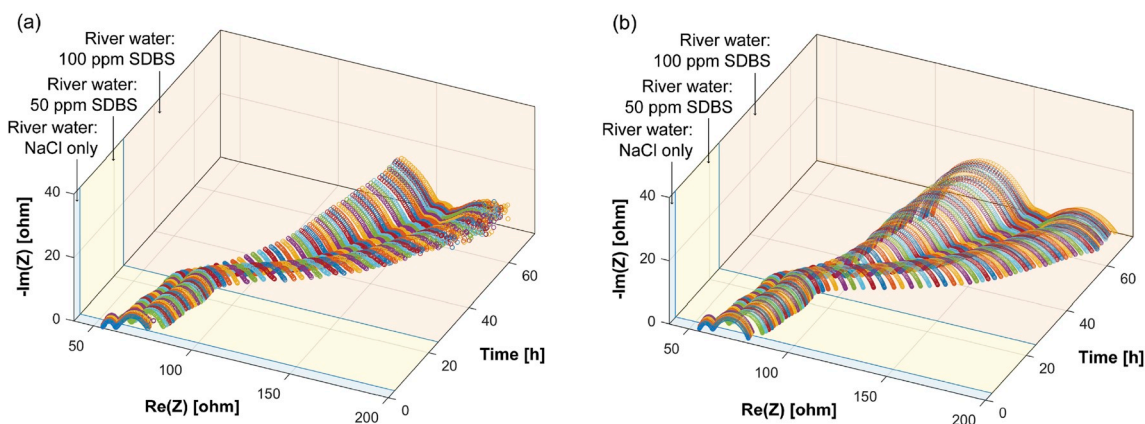 (a)
River water:
100 ppm SDBS
River water:
50 ppm SDBS
River water:
NaCl only
40
20
0
-Im(Z) [ohm]
50
100
150
200
Re(Z) [ohm]
0
20
40
60
Time [h]
(b)
River water:
100 ppm SDBS
River water:
50 ppm SDBS
River water:
NaCl only
40
20
0
-Im(Z) [ohm]
50
100
150
200
Re(Z) [ohm]
0
20
40
60
Time [h]